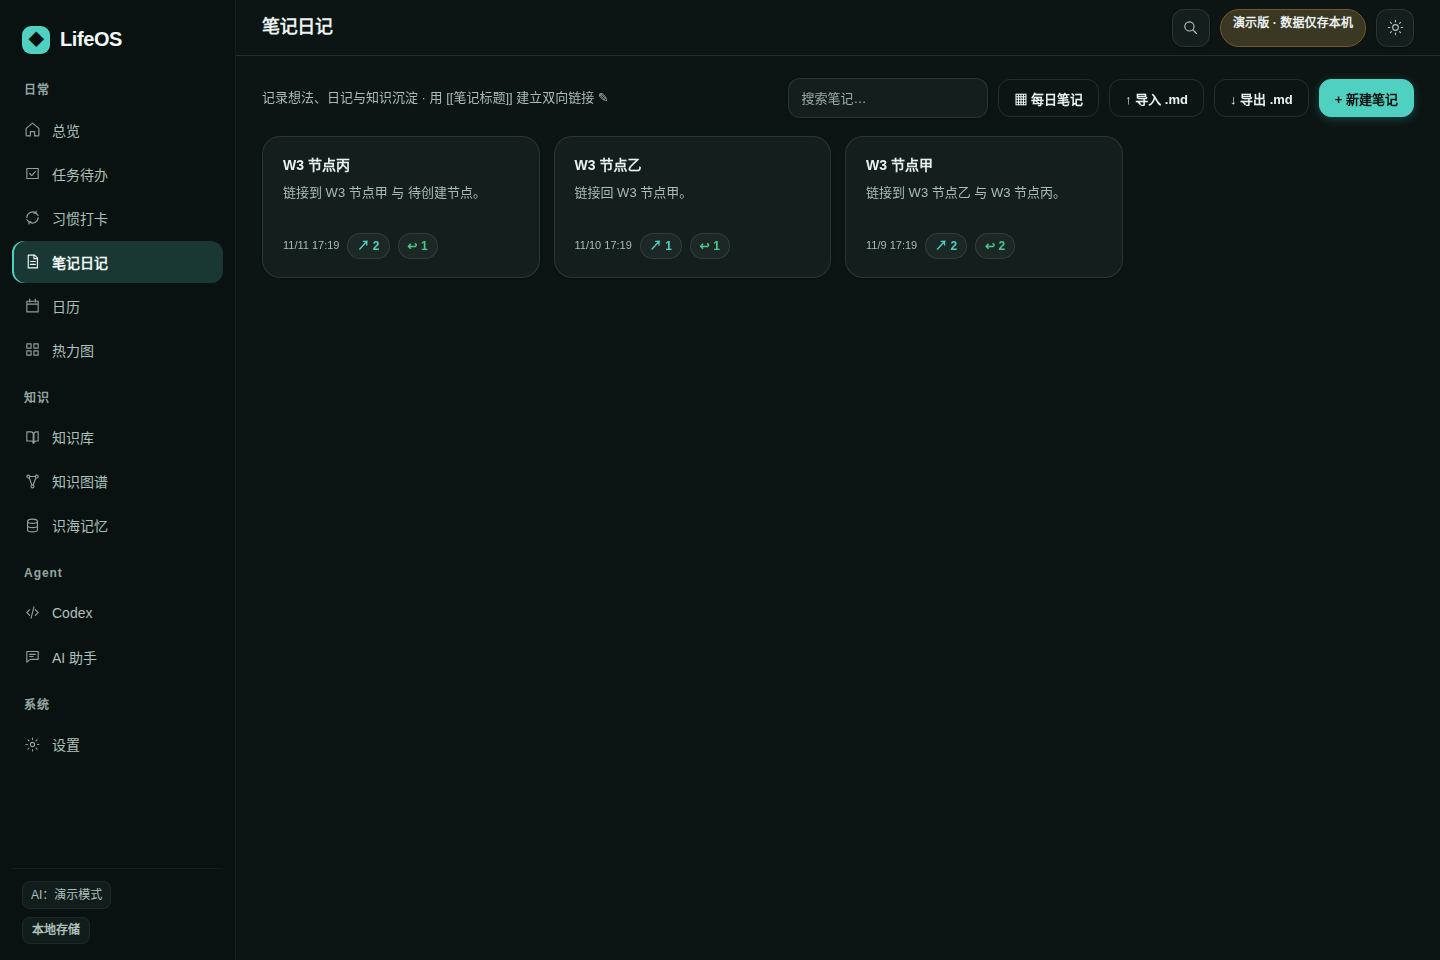 LifeOS
日常
总览
任务待办
习惯打卡
笔记日记
日历
热力图
知识
知识库
知识图谱
识海记忆
Agent
Codex
AI 助手
系统
设置
AI：演示模式
本地存储
笔记日记
演示版 · 数据仅存本机
记录想法、日记与知识沉淀 · 用 [[笔记标题]] 建立双向链接 ✎
搜索笔记…
▦ 每日笔记
↑ 导入 .md
↓ 导出 .md
+ 新建笔记
W3 节点丙
链接到 W3 节点甲 与 待创建节点。
11/11 17:19 ↗ 2 ↩ 1
W3 节点乙
链接回 W3 节点甲。
11/10 17:19 ↗ 1 ↩ 1
W3 节点甲
链接到 W3 节点乙 与 W3 节点丙。
11/9 17:19 ↗ 2 ↩ 2